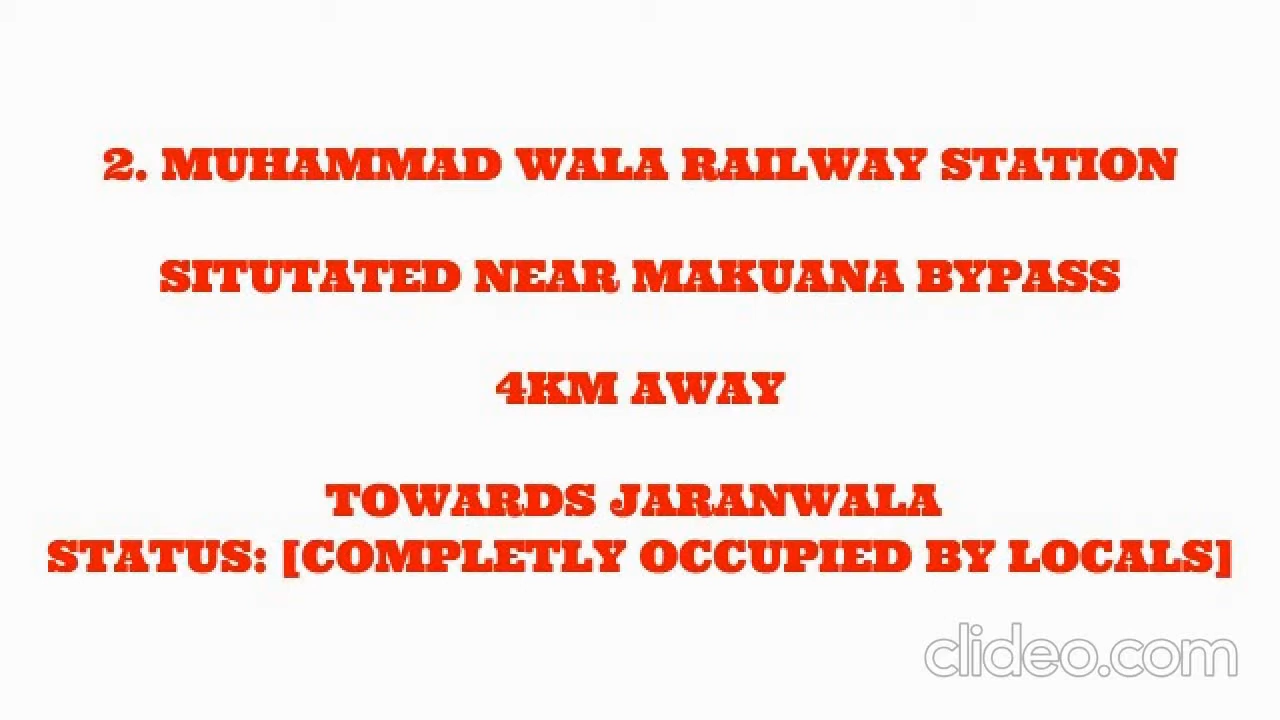 2. MUHAMMAD WALA RAILWAY STATION
SITUTATED NEAR MAKUANA BYPASS
4KM AWAY
TOWARDS JARANWALA
STATUS: [COMPLETLY OCCUPIED BY LOCALS]
clideo.com